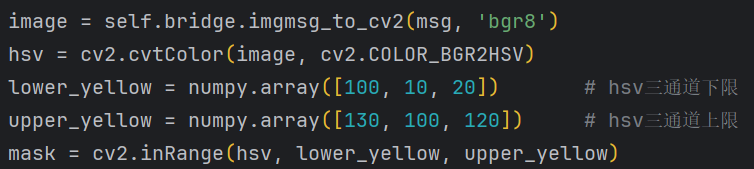 image = self.bridge.imgmsg_to_cv2(msg, 'bgr8')
hsv = cv2.cvtColor(image, cv2.COLOR_BGR2HSV)
lower_yellow = numpy.array([100, 10, 20])       # hsv三通道下限
upper_yellow = numpy.array([130, 100, 120])     # hsv三通道上限
mask = cv2.inRange(hsv, lower_yellow, upper_yellow)